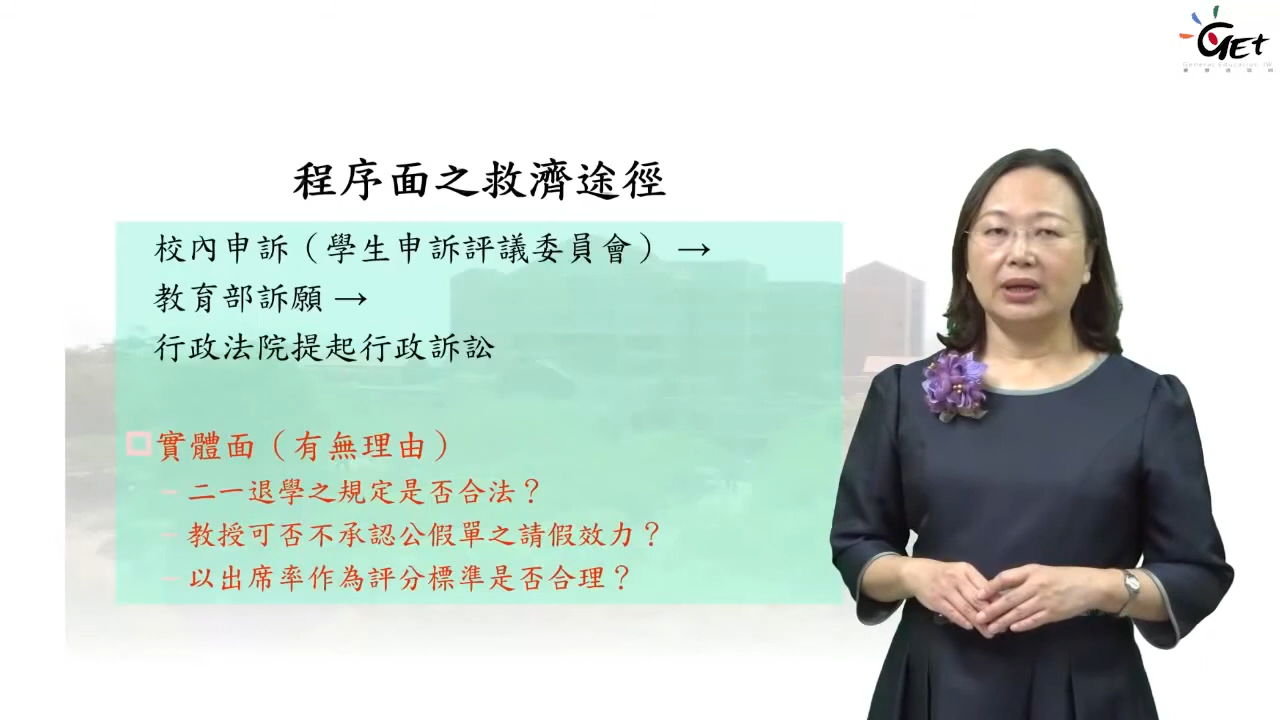 GEt
General Education TW
程序面之救濟途徑
校內申訴（學生申訴評議委員會）→
教育部訴願→
行政法院提起行政訴訟
實體面（有無理由）
– 二一退學之規定是否合法？
– 教授可否不承認公假單之請假效力？
– 以出席率作為評分標準是否合理？